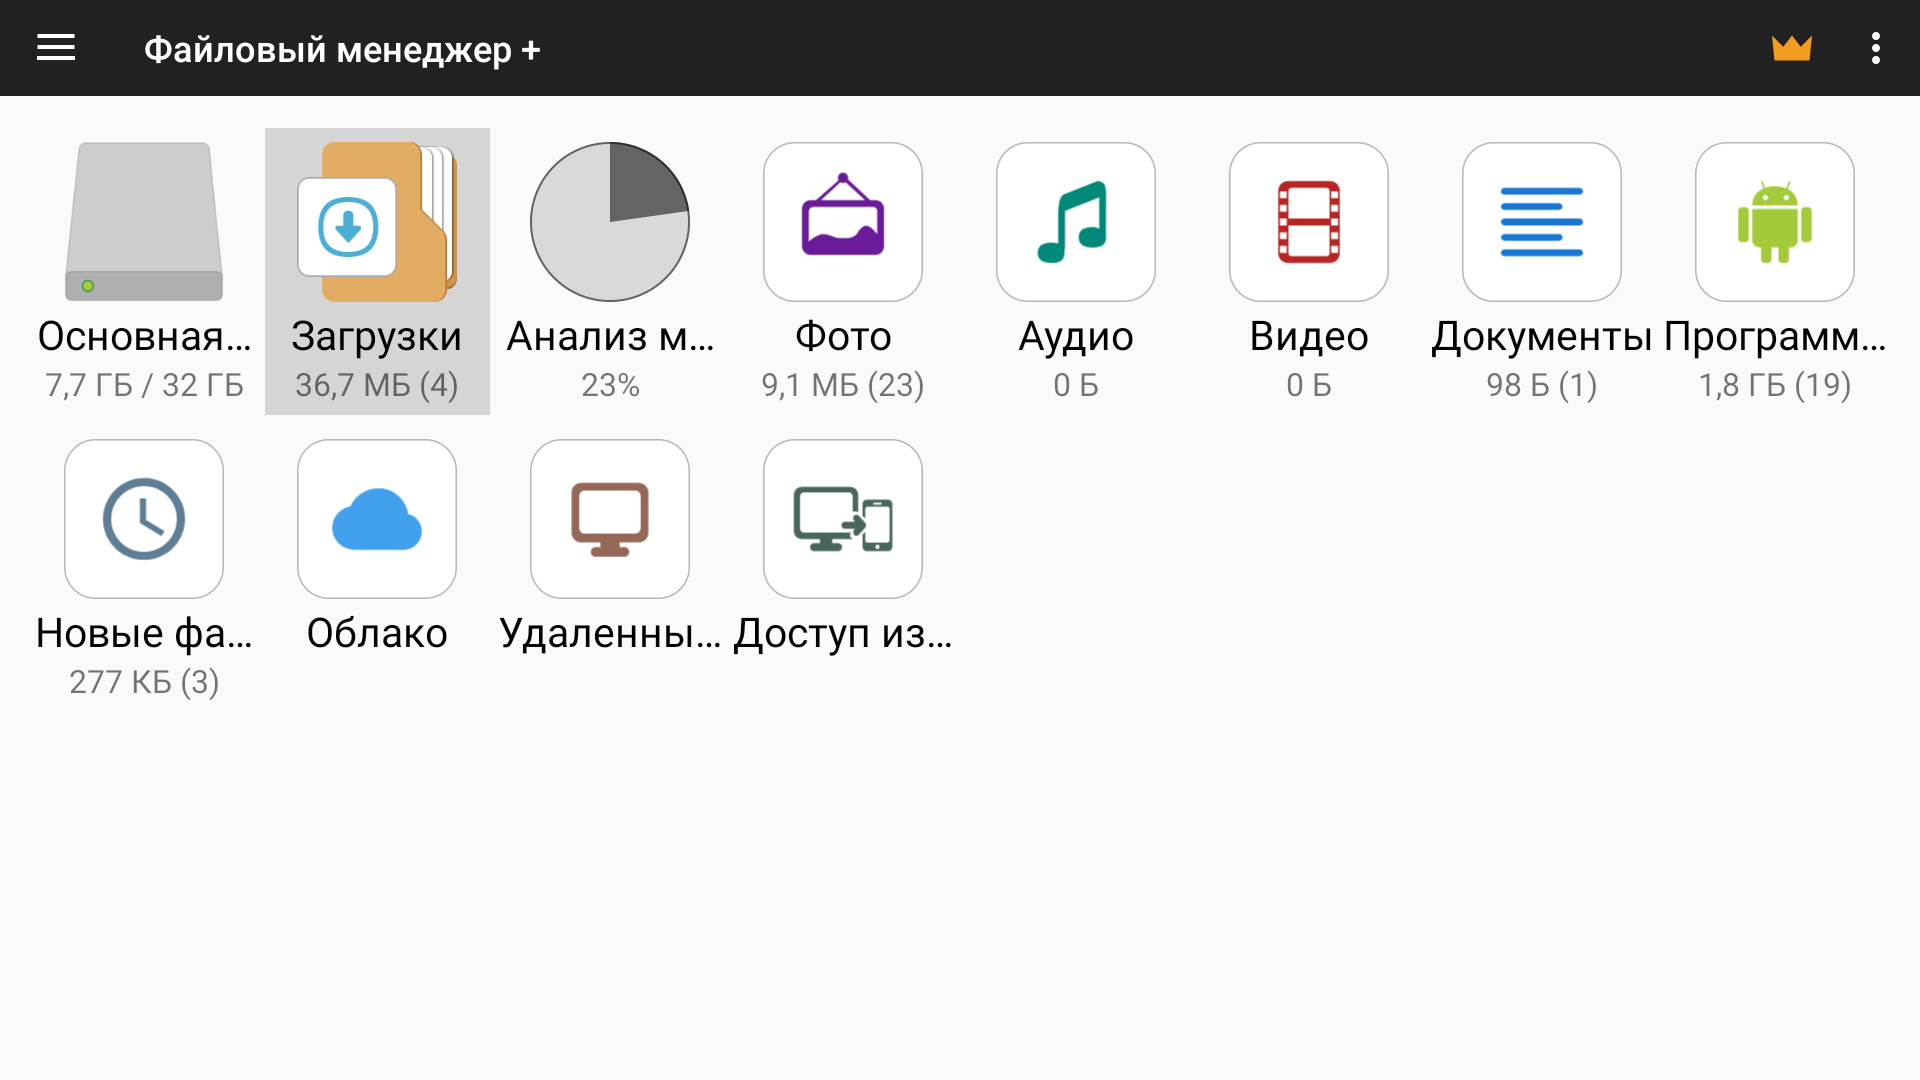 Файловый менеджер +
Основная...
7,7 ГБ / 32 ГБ
Загрузки
36,7 МБ (4)
Анализ м...
23%
Фото
9,1 МБ (23)
Аудио
0 Б
Видео
0 Б
Документы
98 Б (1)
Программ...
1,8 ГБ (19)
Новые фа...
277 КБ (3)
Облако
Удаленны...
Доступ из...